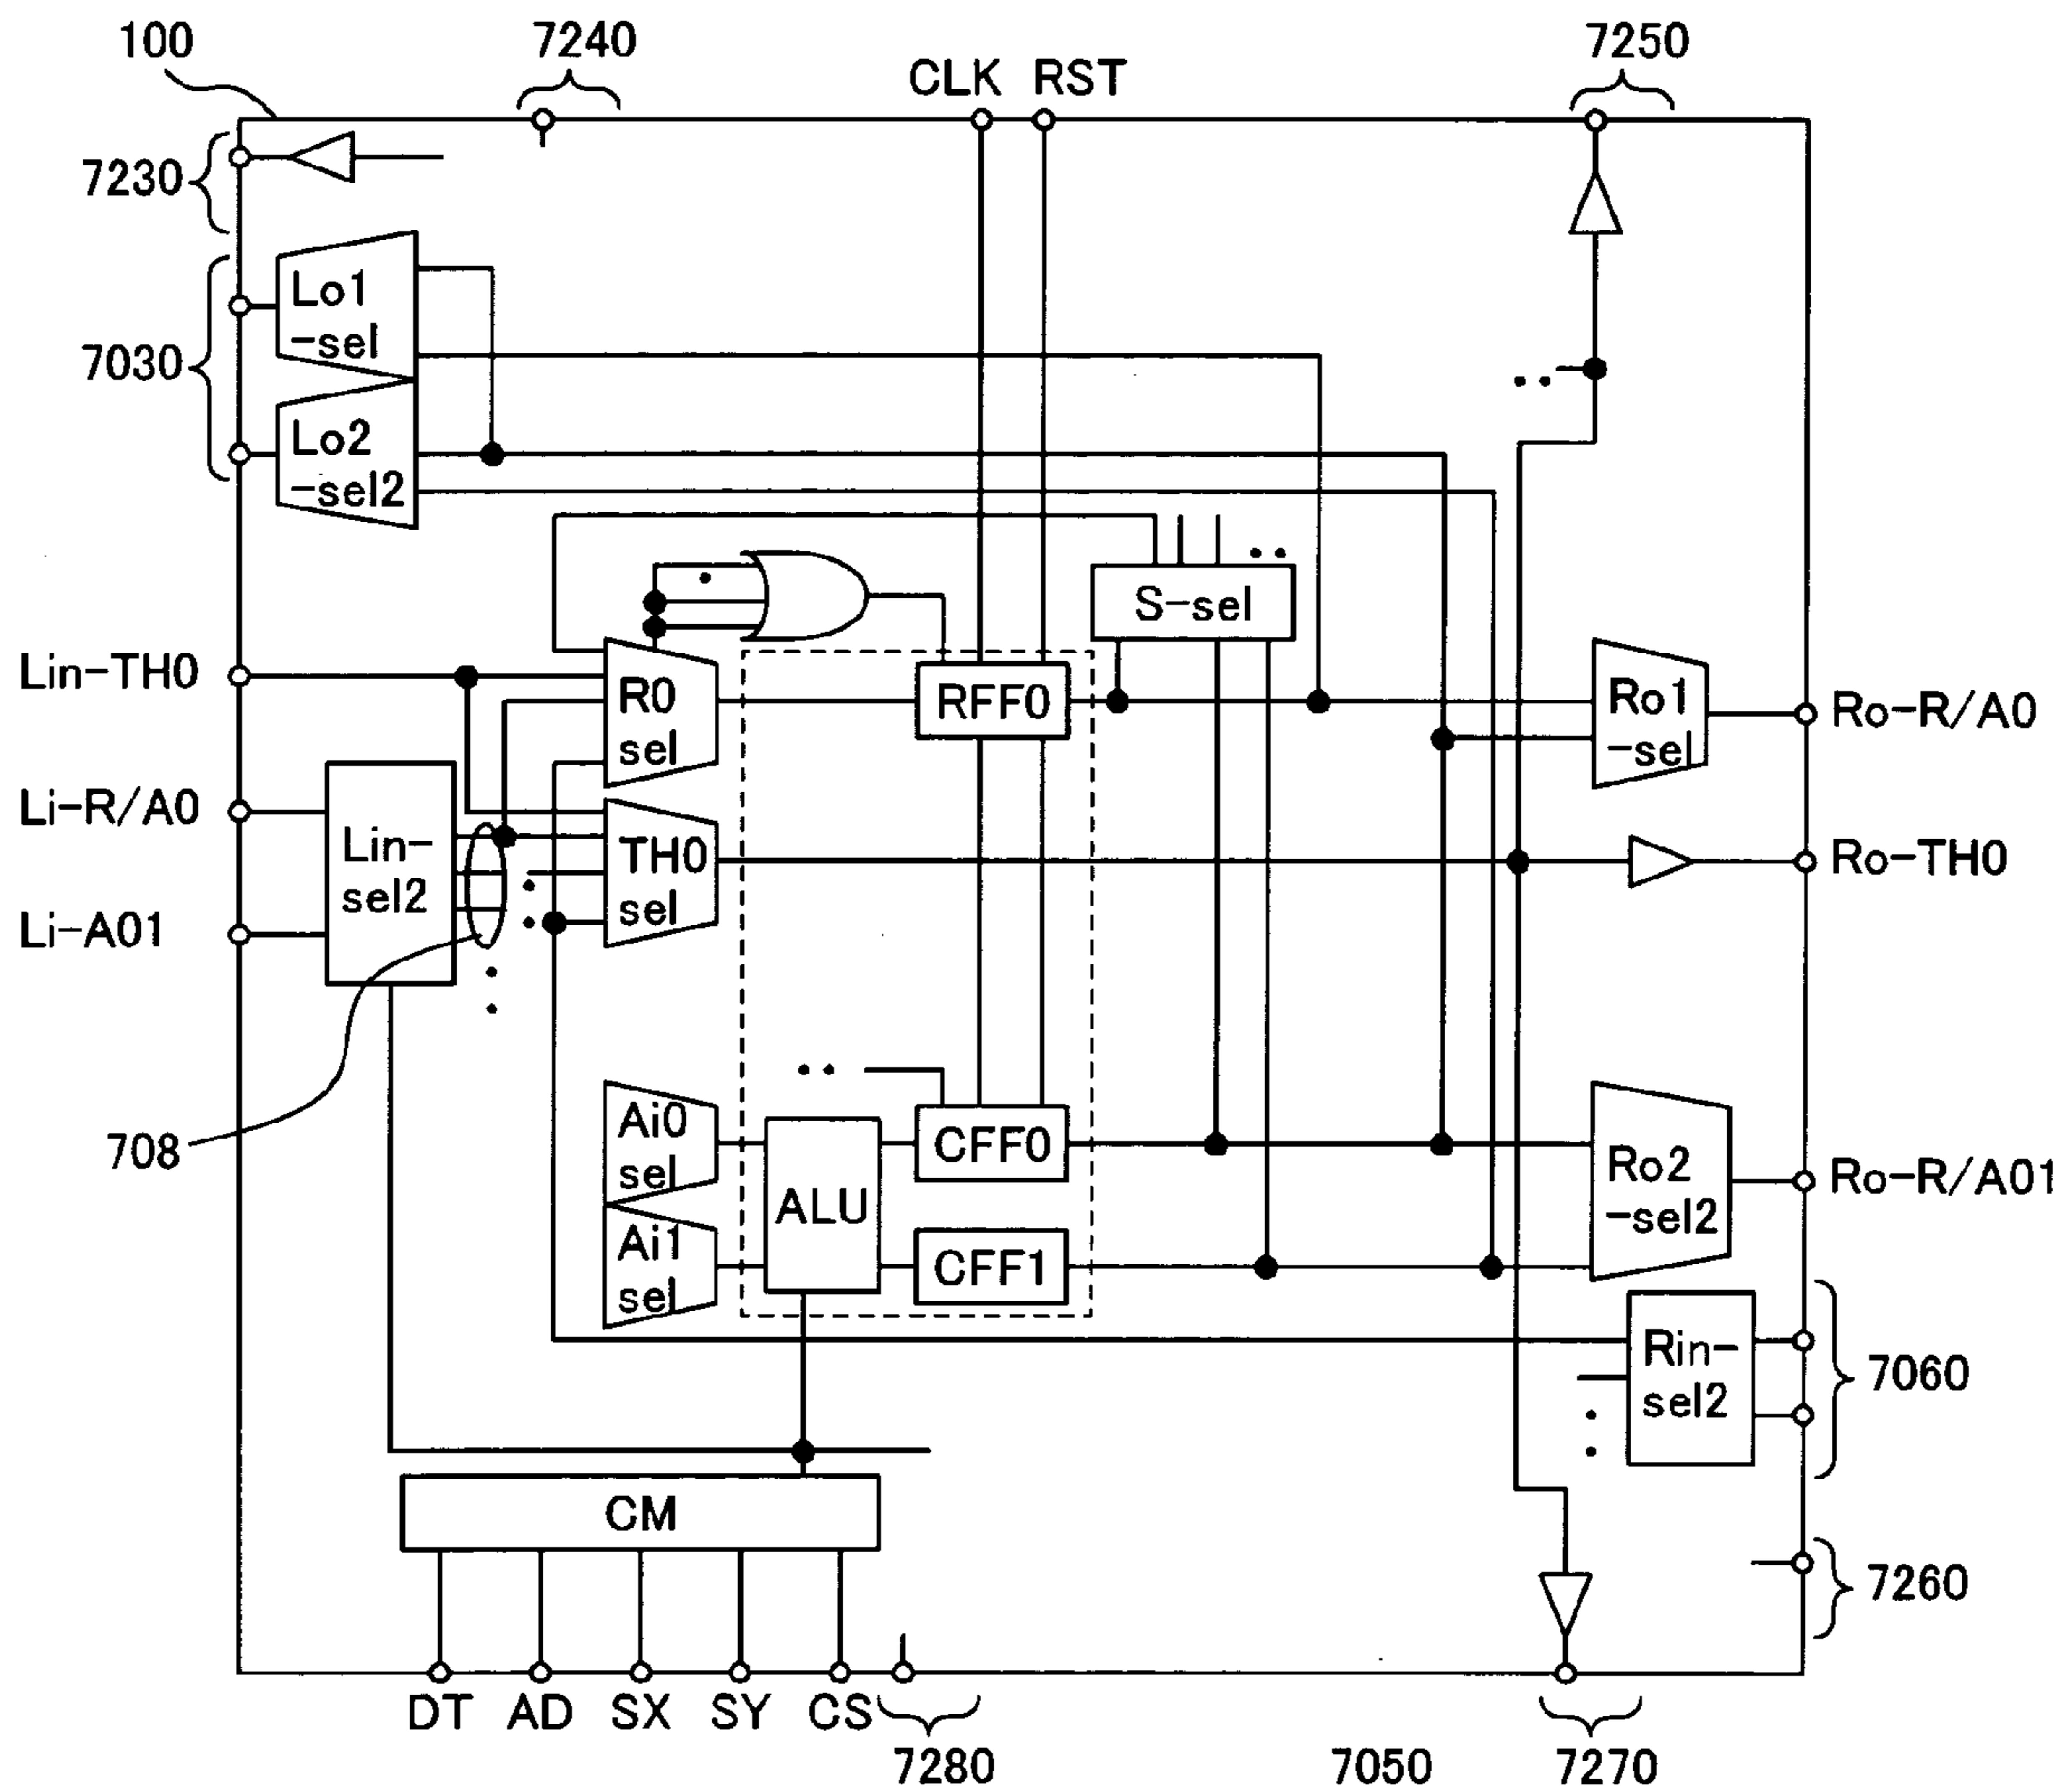 100
7240
CLK
RST
7250
7230
7030
Lo1
-sel
Lo2
-sel2
S-sel
Lin-TH0
R0
sel
RFF0
Ro1
-sel
Ro-R/A0
Li-R/A0
Lin-
sel2
TH0
sel
Ro-TH0
Li-A01
708
Ai0
sel
ALU
CFF0
Ro2
-sel2
Ro-R/A01
Ai1
sel
CFF1
Rin-
sel2
7060
CM
7260
DT
AD
SX
SY
CS
7280
7050
7270